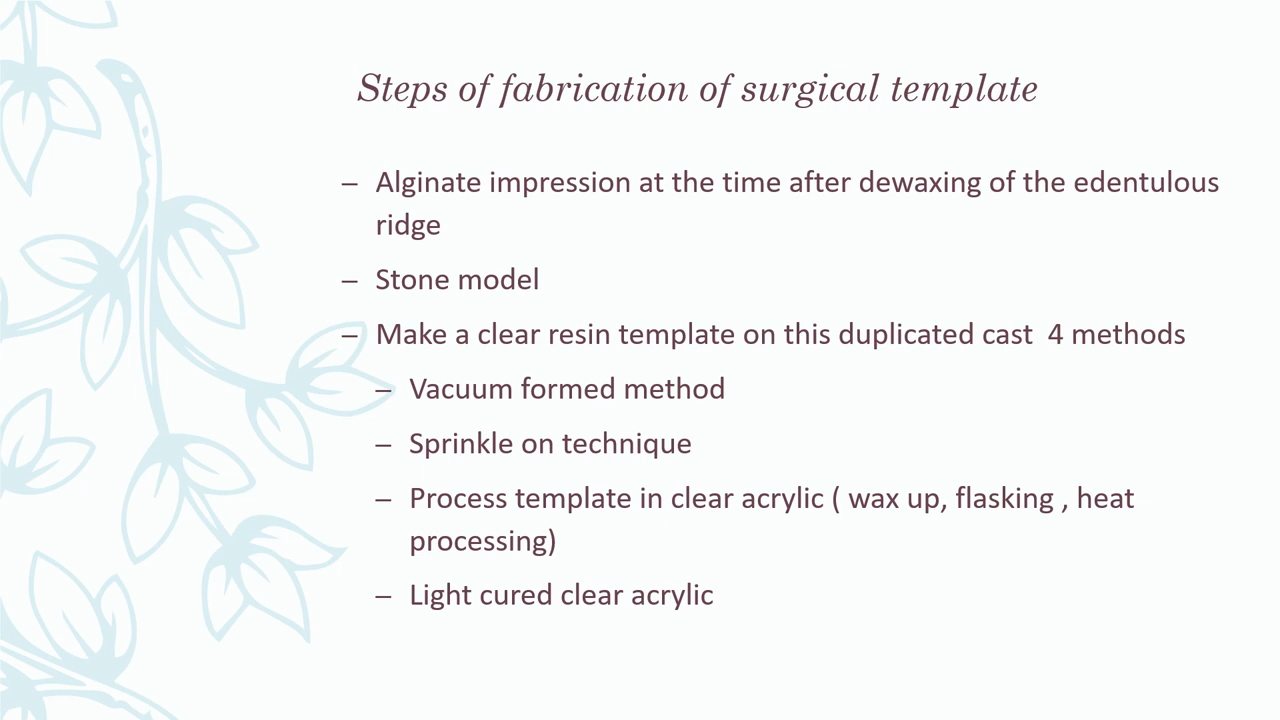 Steps of fabrication of surgical template
– Alginate impression at the time after dewaxing of the edentulous
ridge
– Stone model
– Make a clear resin template on this duplicated cast  4 methods
– Vacuum formed method
– Sprinkle on technique
– Process template in clear acrylic ( wax up, flasking , heat
processing)
– Light cured clear acrylic